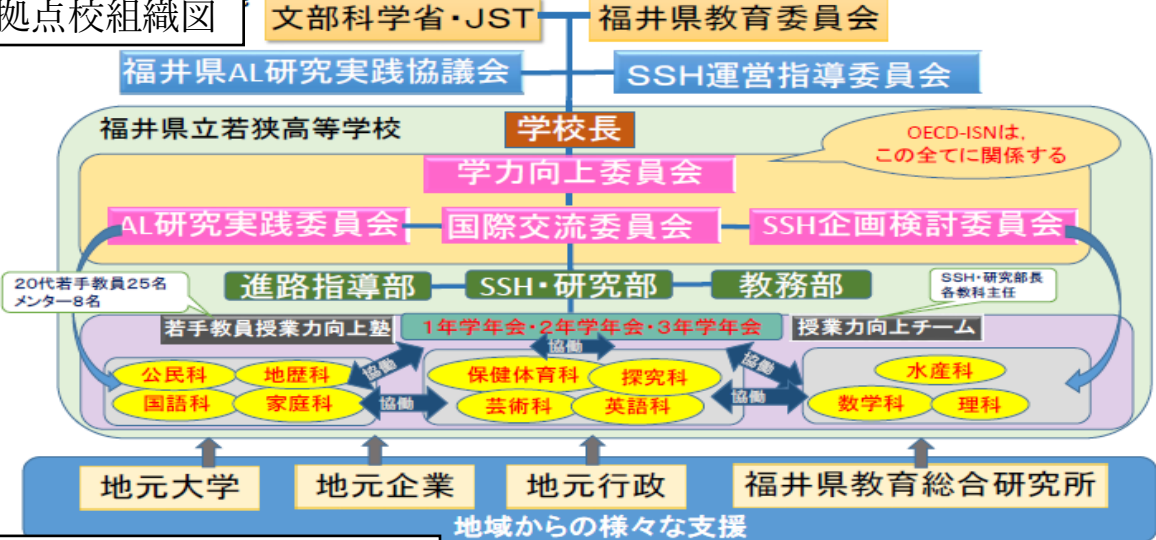 拠点校組織図
文部科学省・JST
福井県教育委員会
福井県AL研究実践協議会
SSH運営指導委員会
福井県立若狭高等学校
学校長
OECD-ISNは,
この全てに関係する
学力向上委員会
AL研究実践委員会
国際交流委員会
SSH企画検討委員会
20代若手教員25名
メンター8名
進路指導部
SSH・研究部
教務部
SSH・研究部長
各教科主任
若手教員授業力向上塾
1年学年会・2年学年会・3年学年会
授業力向上チーム
協働
協働
協働
公民科
地歴科
国語科
家庭科
協働
保健体育科
探究科
芸術科
英語科
協働
水産科
数学科
理科
地元大学
地元企業
地元行政
福井県教育総合研究所
地域からの様々な支援